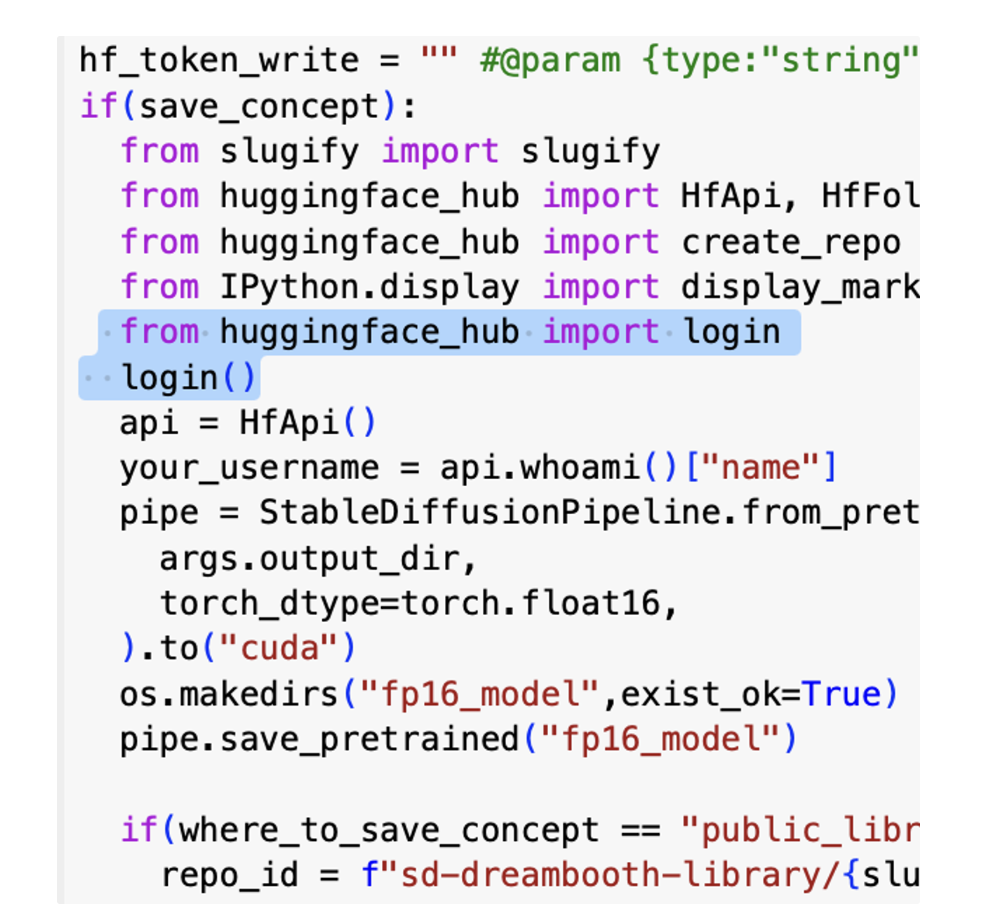 hf_token_write = "" #@param {type:"string"
if(save_concept):
from slugify import slugify
from huggingface_hub import HfApi, HfFol
from huggingface_hub import create_repo
from IPython.display import display_mark
from huggingface_hub import login
login()
api = HfApi()
your_username = api.whoami()["name"]
pipe = StableDiffusionPipeline.from_pret
args.output_dir,
torch_dtype=torch.float16,
).to("cuda")
os.makedirs("fp16_model",exist_ok=True)
pipe.save_pretrained("fp16_model")
if(where_to_save_concept == "public_libr
repo_id = f"sd-dreambooth-library/{slu